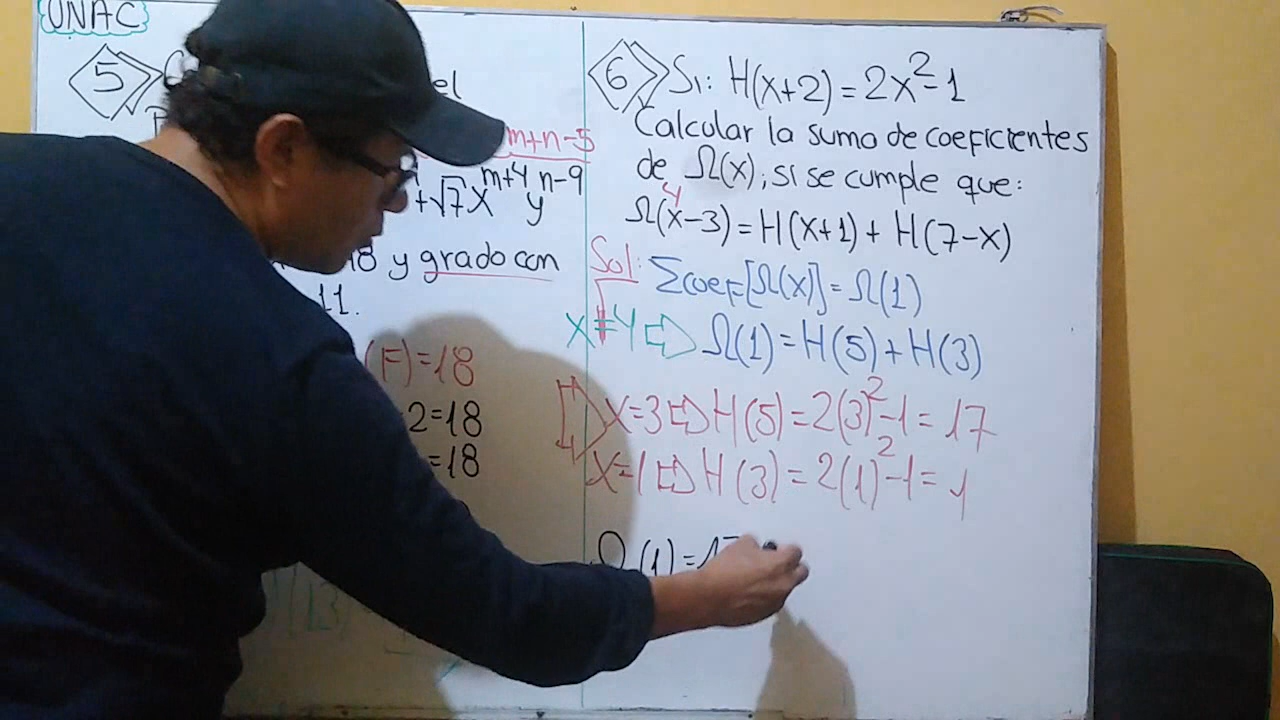 UNAC
5
el
m+n-5
+√7x^(m+4) y^(n-9)
18 y grado con
11.
(F)=18
2=18
=18
6 Si: H(x+2)=2x²-1
Calcular la suma de coeficientes
de Ω(x); si se cumple que:
4
Ω(x-3)=H(x+1)+H(7-x)
Sol: Σcoef[Ω(x)]=Ω(1)
x=4 ⇨ Ω(1)=H(5)+H(3)
x=3 ⇨ H(5)=2(3)²-1=17
x=1 ⇨ H(3)=2(1)²-1=1
Ω(1)=17